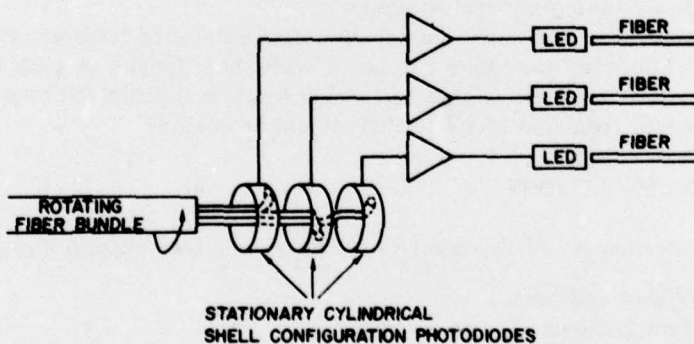 FIBER
LED
FIBER
LED
FIBER
LED
ROTATING
FIBER BUNDLE
STATIONARY CYLINDRICAL
SHELL CONFIGURATION PHOTODIODES